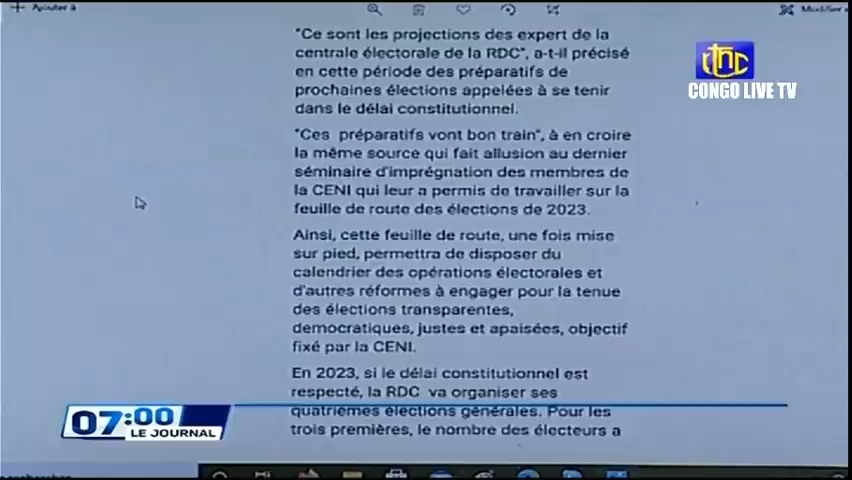 Ajouter à
Modifier
"Ce sont les projections des expert de la
centrale électorale de la RDC", a-t-il précisé
en cette période des préparatifs de
prochaines élections appelées à se tenir
dans le délai constitutionnel.
CONGO LIVE TV
"Ces préparatifs vont bon train", à en croire
la même source qui fait allusion au dernier
séminaire d'imprégnation des membres de
la CENI qui leur a permis de travailler sur la
feuille de route des élections de 2023.
Ainsi, cette feuille de route, une fois mise
sur pied, permettra de disposer du
calendrier des opérations électorales et
d'autres réformes à engager pour la tenue
des élections transparentes,
democratiques, justes et apaisées, objectif
fixé par la CENI.
En 2023, si le délai constitutionnel est
respecté, la RDC va organiser ses
quatrièmes élections générales. Pour les
trois premières, le nombre des électeurs a
07:00
LE JOURNAL